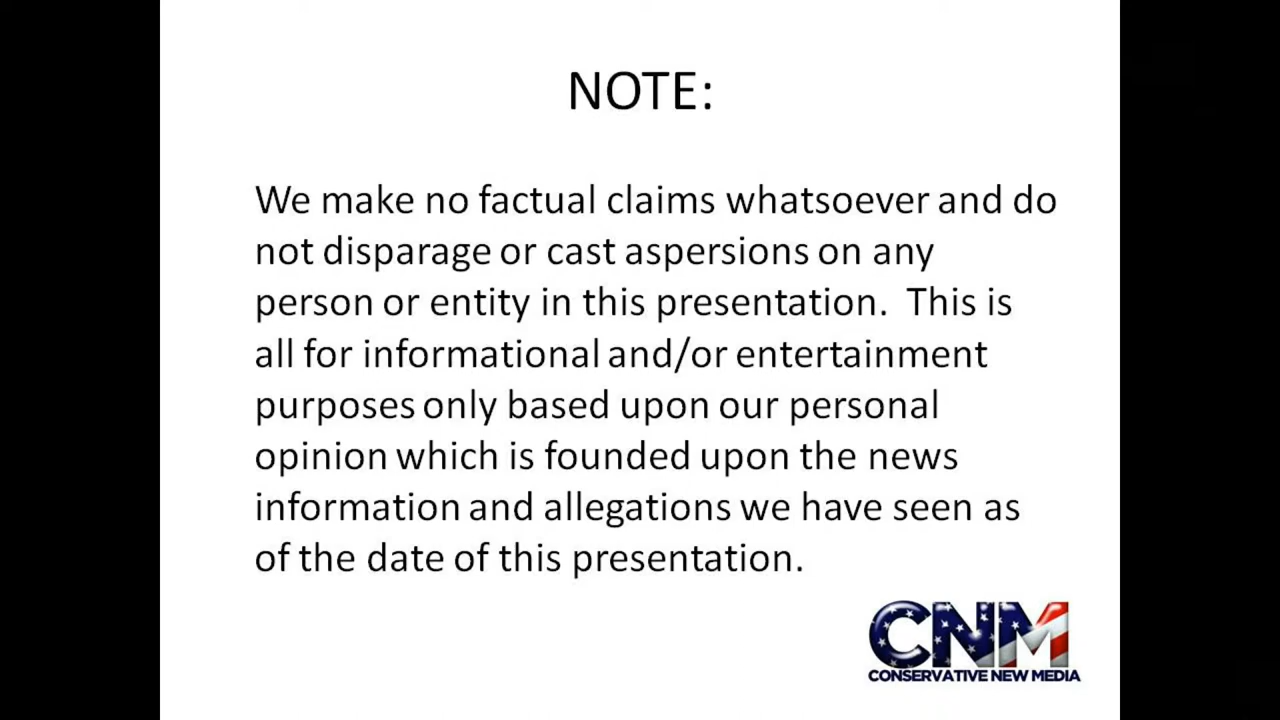 NOTE:
We make no factual claims whatsoever and do
not disparage or cast aspersions on any
person or entity in this presentation.  This is
all for informational and/or entertainment
purposes only based upon our personal
opinion which is founded upon the news
information and allegations we have seen as
of the date of this presentation.
CNM
CONSERVATIVE NEW MEDIA